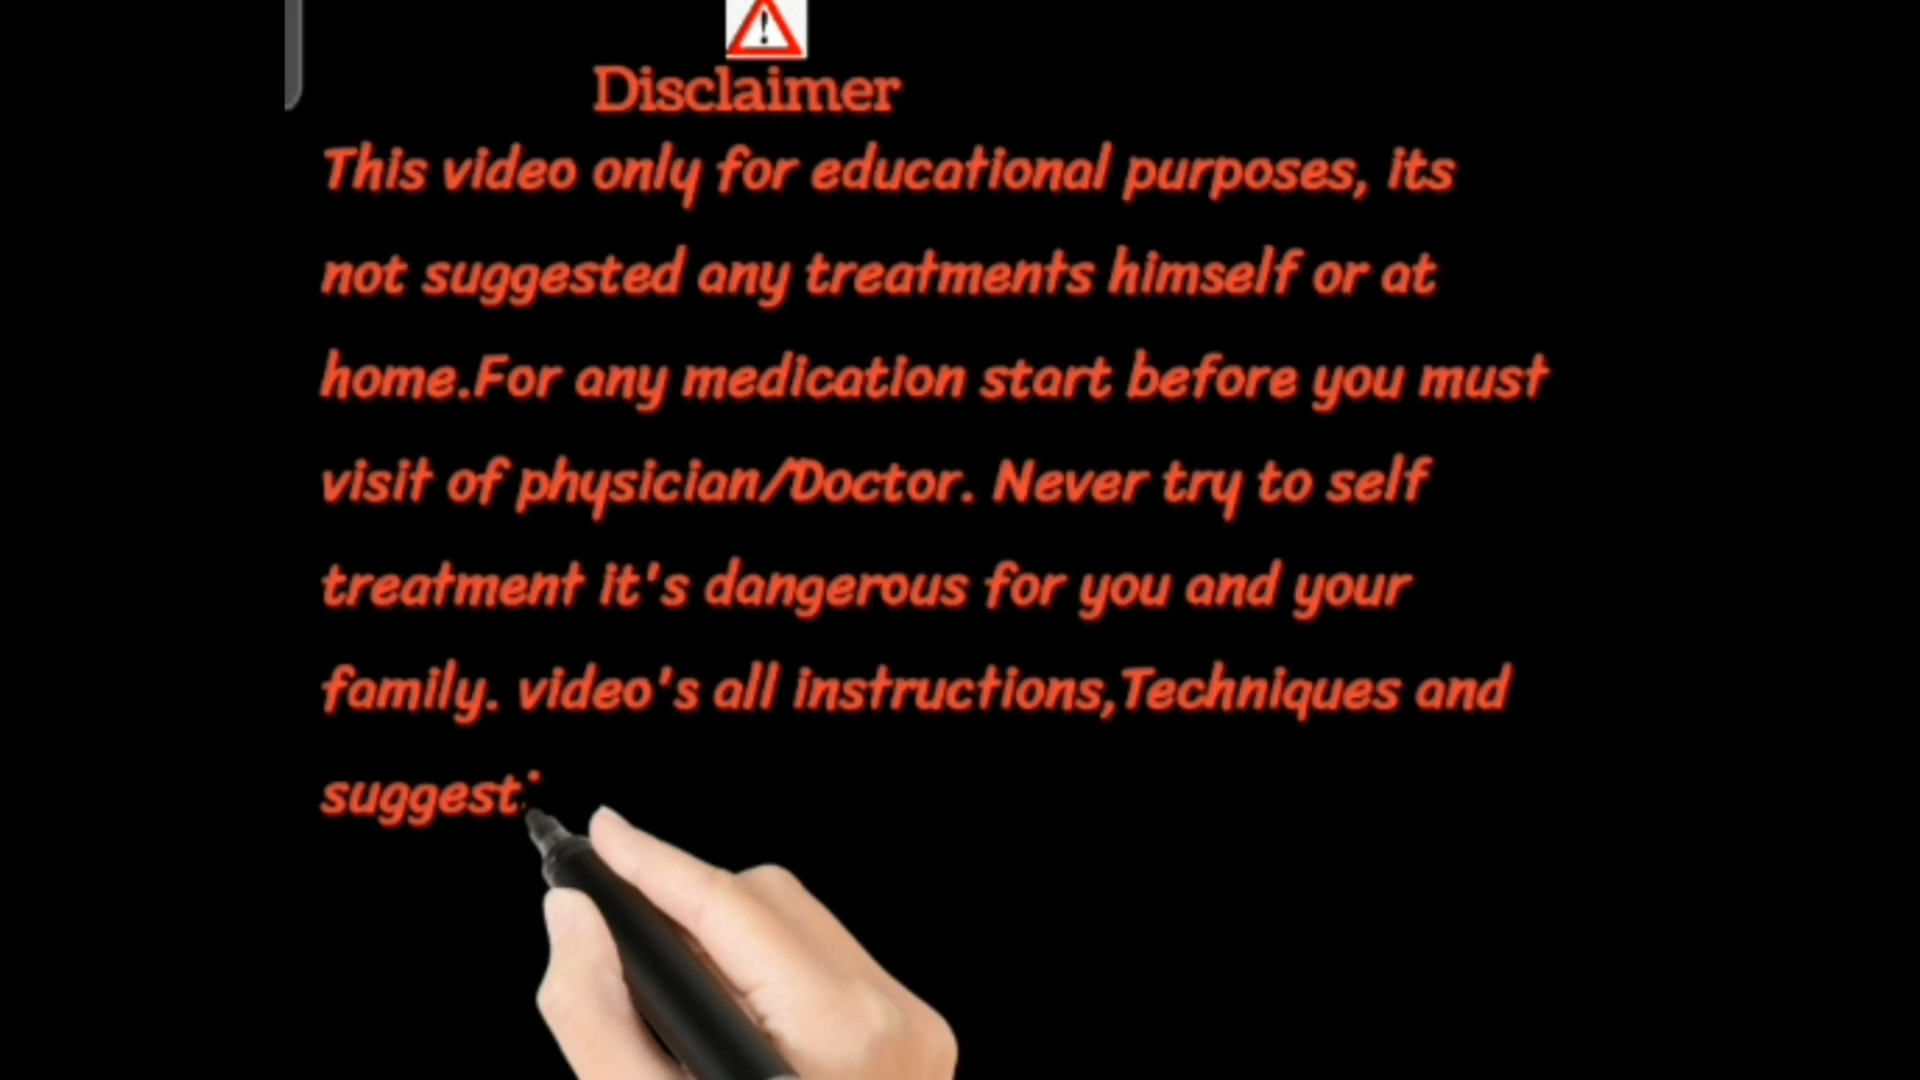 Disclaimer
This video only for educational purposes, its
not suggested any treatments himself or at
home.For any medication start before you must
visit of physician/Doctor. Never try to self
treatment it's dangerous for you and your
family. video's all instructions,Techniques and
suggest